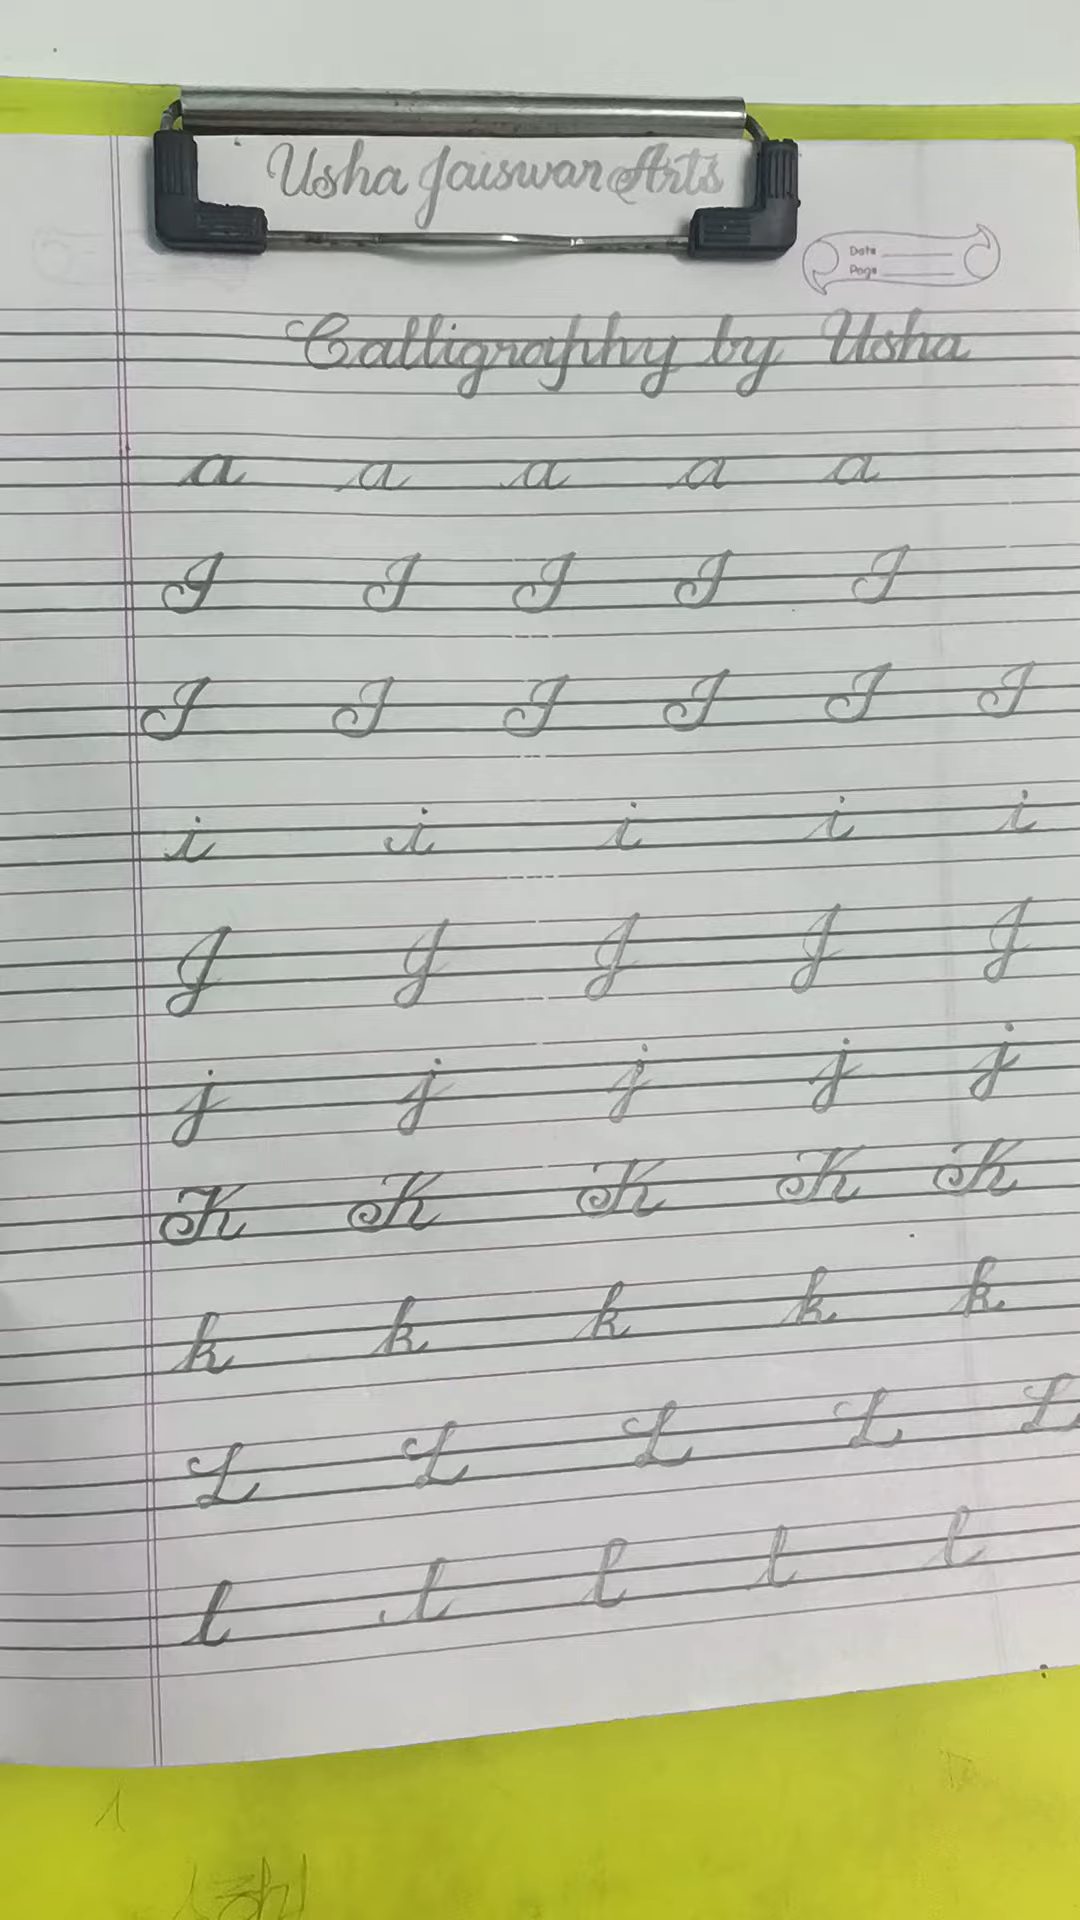 Usha Jaiswar Arts
Date
Page
Calligraphy by Usha
a a a a a
I I I I I
I I I I I I
i i i i i
J J J J J
j j j j j
K K K K K
k k k k k
L L L L L
l l l l l